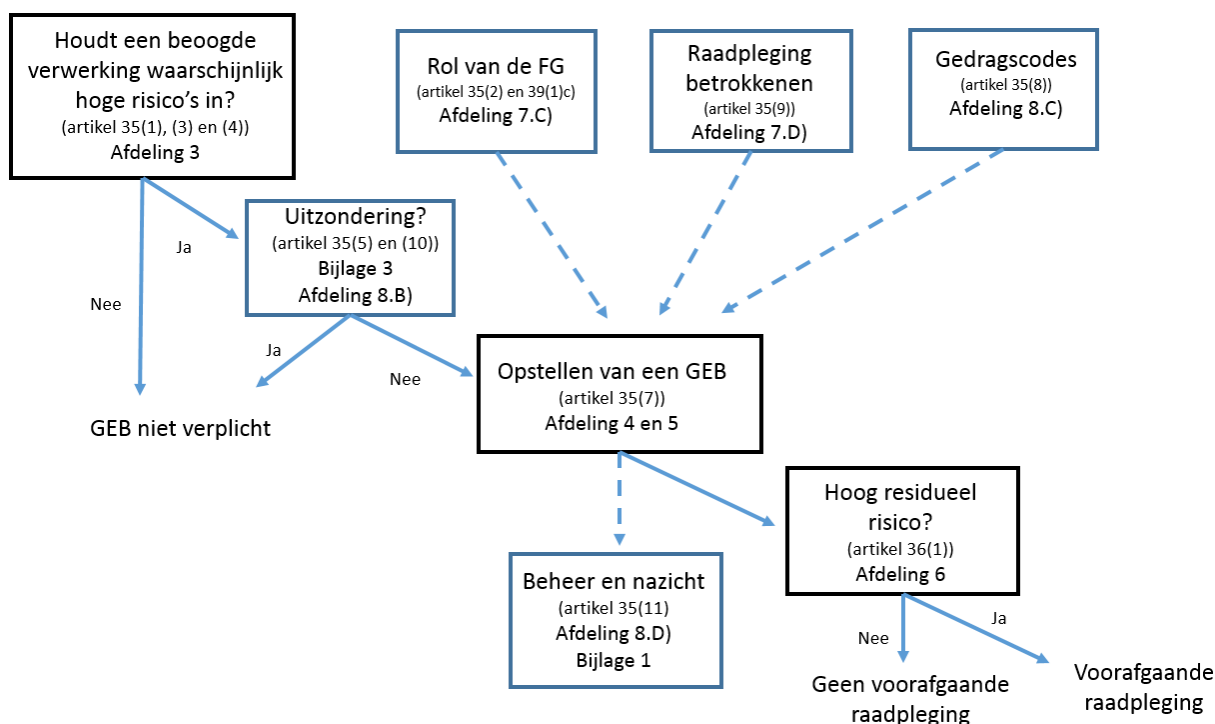 Houdt een beoogde
verwerking waarschijnlijk
hoge risico's in?
(artikel 35(1), (3) en (4))
Afdeling 3
Rol van de FG
(artikel 35(2) en 39(1)c)
Afdeling 7.C)
Raadpleging
betrokkenen
(artikel 35(9))
Afdeling 7.D)
Gedragscodes
(artikel 35(8))
Afdeling 8.C)
Ja
Nee
Uitzondering?
(artikel 35(5) en (10))
Bijlage 3
Afdeling 8.B)
Ja
Nee
GEB niet verplicht
Opstellen van een GEB
(artikel 35(7))
Afdeling 4 en 5
Hoog residueel
risico?
(artikel 36(1))
Afdeling 6
Beheer en nazicht
(artikel 35(11)
Afdeling 8.D)
Bijlage 1
Nee
Ja
Geen voorafgaande
raadpleging
Voorafgaande
raadpleging